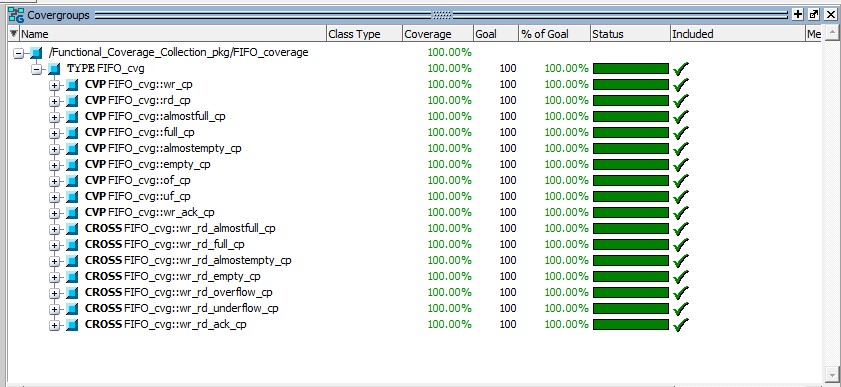 Covergroups
Name Class Type Coverage Goal % of Goal Status Included Me
/Functional_Coverage_Collection_pkg/FIFO_coverage 100.00%
TYPE FIFO_cvg 100.00% 100 100.00%
CVP FIFO_cvg::wr_cp 100.00% 100 100.00%
CVP FIFO_cvg::rd_cp 100.00% 100 100.00%
CVP FIFO_cvg::almostfull_cp 100.00% 100 100.00%
CVP FIFO_cvg::full_cp 100.00% 100 100.00%
CVP FIFO_cvg::almostempty_cp 100.00% 100 100.00%
CVP FIFO_cvg::empty_cp 100.00% 100 100.00%
CVP FIFO_cvg::of_cp 100.00% 100 100.00%
CVP FIFO_cvg::uf_cp 100.00% 100 100.00%
CVP FIFO_cvg::wr_ack_cp 100.00% 100 100.00%
CROSS FIFO_cvg::wr_rd_almostfull_cp 100.00% 100 100.00%
CROSS FIFO_cvg::wr_rd_full_cp 100.00% 100 100.00%
CROSS FIFO_cvg::wr_rd_almostempty_cp 100.00% 100 100.00%
CROSS FIFO_cvg::wr_rd_empty_cp 100.00% 100 100.00%
CROSS FIFO_cvg::wr_rd_overflow_cp 100.00% 100 100.00%
CROSS FIFO_cvg::wr_rd_underflow_cp 100.00% 100 100.00%
CROSS FIFO_cvg::wr_rd_ack_cp 100.00% 100 100.00%